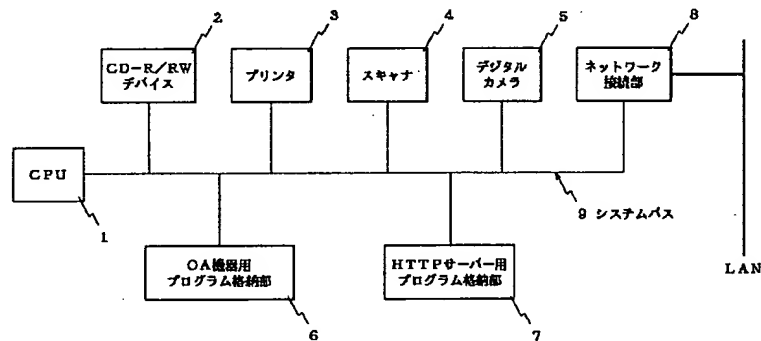 2
3
4
5
8
CD-R/RW
デバイス
プリンタ
スキャナ
デジタル
カメラ
ネットワーク
接続部
CPU
1
9 システムバス
OA機器用
プログラム格納部
6
HTTPサーバー用
プログラム格納部
7
LAN